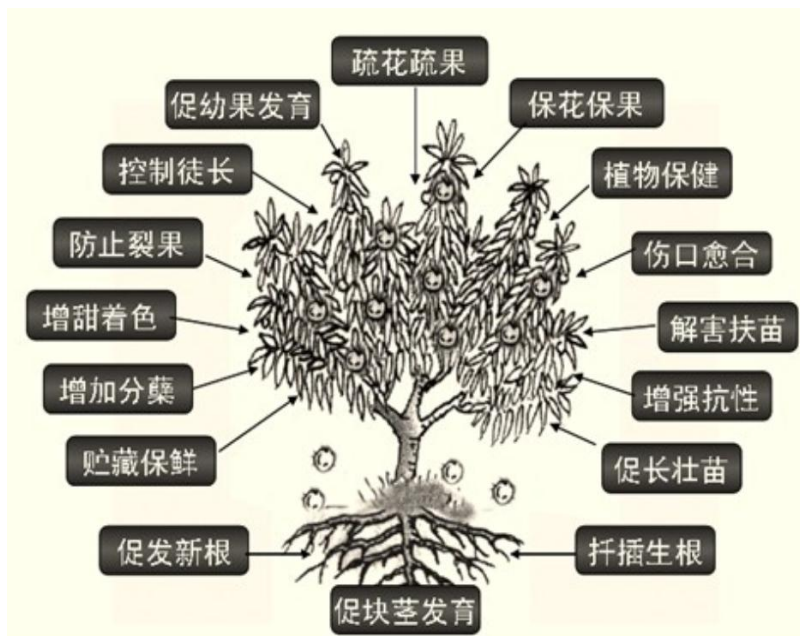 疏花疏果
促幼果发育
保花保果
控制徒长
植物保健
防止裂果
伤口愈合
增甜着色
解害扶苗
增加分蘖
增强抗性
贮藏保鲜
促长壮苗
促发新根
扦插生根
促块茎发育